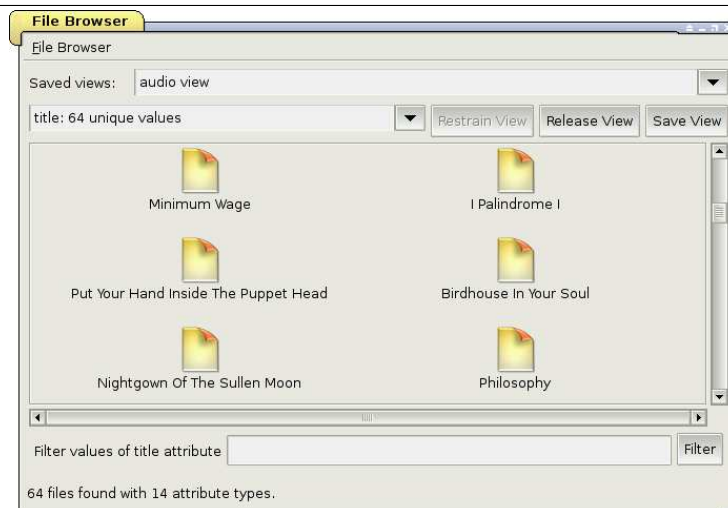 File Browser
File Browser
Saved views: audio view
title: 64 unique values Restrain View Release View Save View
Minimum Wage I Palindrome I
Put Your Hand Inside The Puppet Head Birdhouse In Your Soul
Nightgown Of The Sullen Moon Philosophy
Filter values of title attribute Filter
64 files found with 14 attribute types.